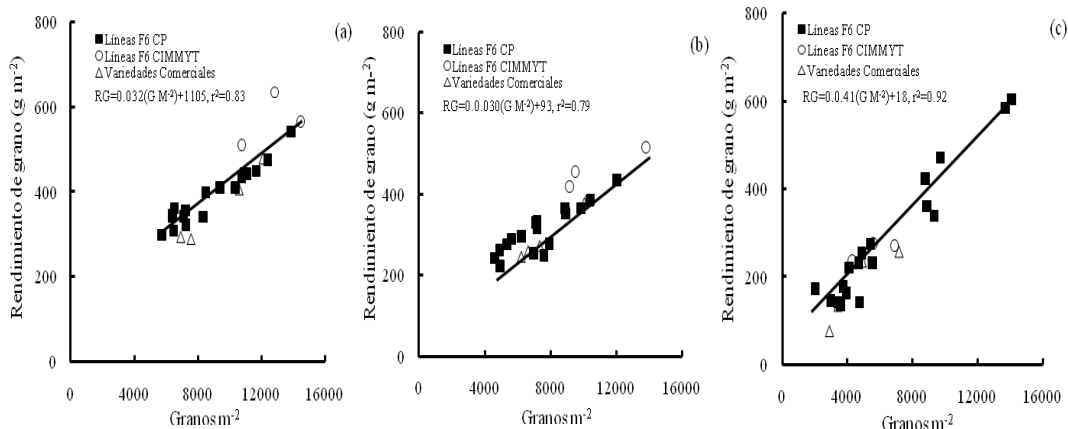 (a)
■ Líneas F6 CP
○ Líneas F6 CIMMYT
△ Variedades Comerciales
RG=0.032(G M⁻²)+1105, r²=0.83
Rendimiento de grano (g m⁻²)
800
600
400
200
0
0 4000 8000 12000 16000
Granos m⁻²
(b)
■ Líneas F6 CP
○ Líneas F6 CIMMYT
△ Variedades Comerciales
RG=0.0.030(G M⁻²)+93, r²=0.79
Rendimiento de grano (g m⁻²)
800
600
400
200
0
0 4000 8000 12000 16000
Granos m⁻²
(c)
■ Líneas F6 CP
○ Líneas F6 CIMMYT
△ Variedades Comerciales
RG=0.0.41(G M⁻²)+18, r²=0.92
Rendimiento de grano (g m⁻²)
800
600
400
200
0
0 4000 8000 12000 16000
Granos m⁻²